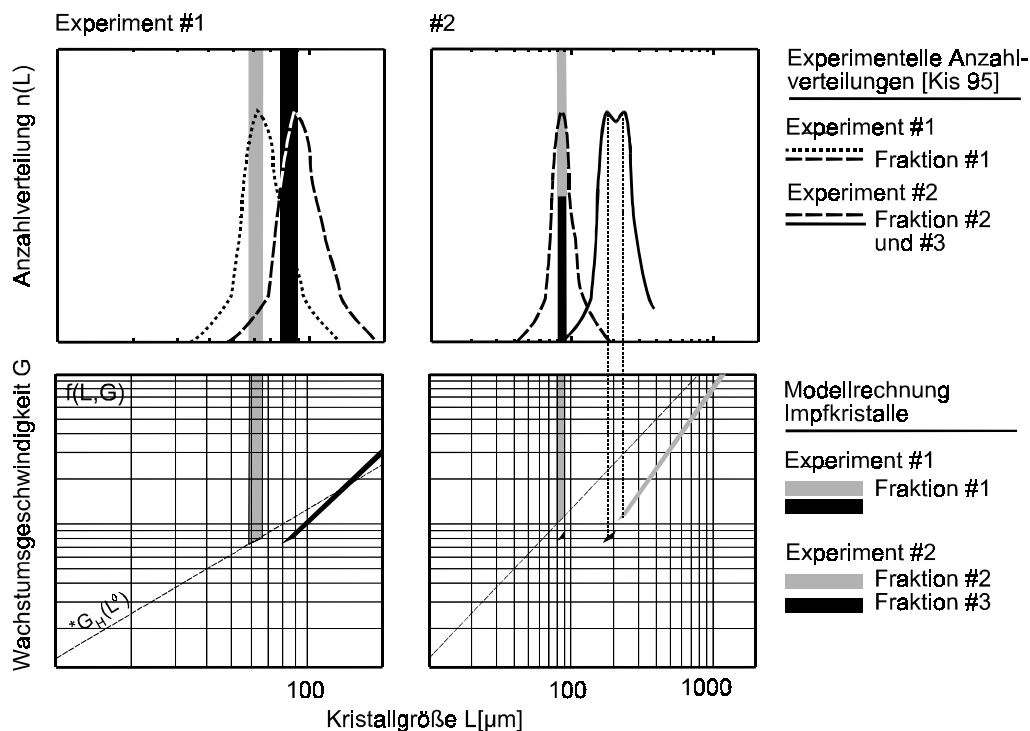 Experiment #1
#2
Anzahlverteilung n(L)
Experimentelle Anzahl-
verteilungen [Kis 95]
Experiment #1
Fraktion #1
Experiment #2
Fraktion #2
und #3
Wachstumsgeschwindigkeit G
f(L,G)
*G_H(L⁰)
Modellrechnung
Impfkristalle
Experiment #1
Fraktion #1
Experiment #2
Fraktion #2
Fraktion #3
100
100
1000
Kristallgröße L[µm]